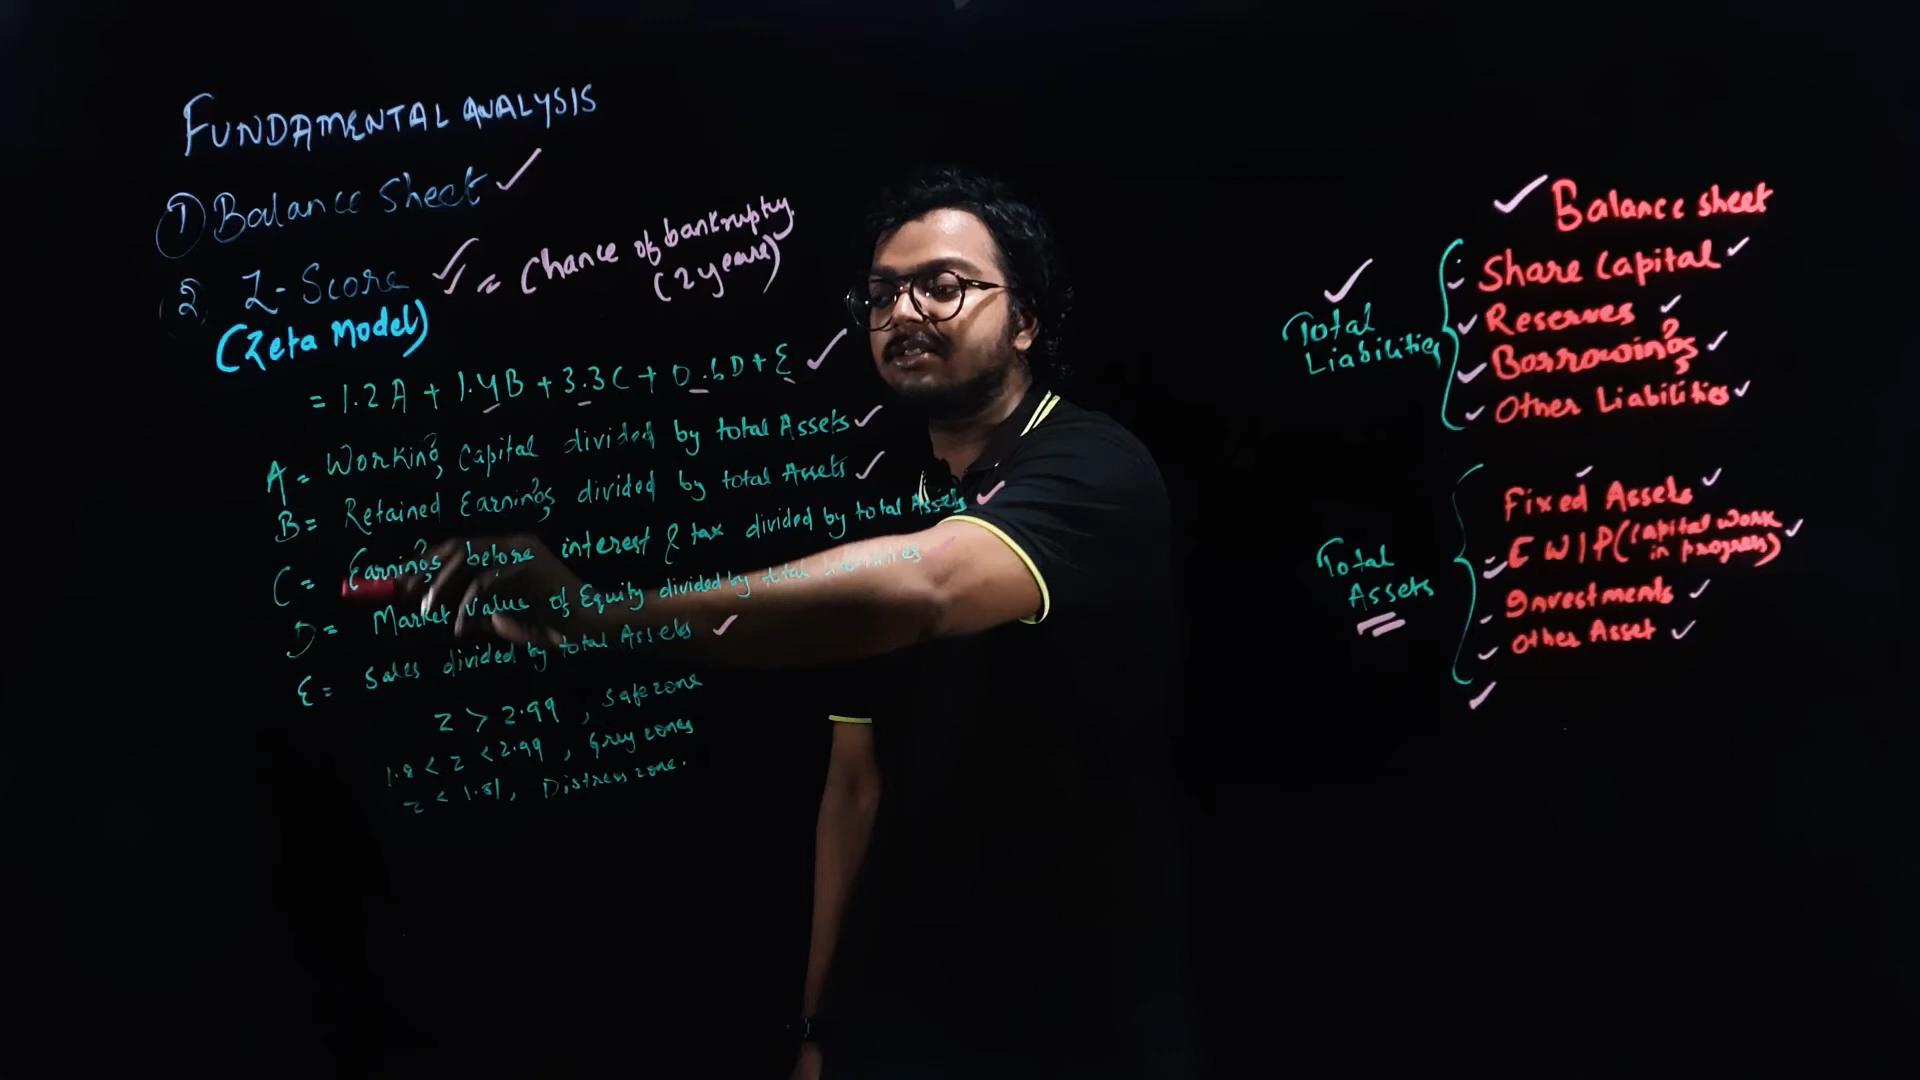 FUNDAMENTAL ANALYSIS
① Balance Sheet ✓
② Z-Score ✓ = Chance of bankruptcy
(2 years)
(Zeta Model)
= 1.2A + 1.4B + 3.3C + 0.6D + E ✓
A = Working Capital divided by total Assets ✓
B = Retained Earnings divided by total Assets ✓
C = Earnings before interest & tax divided by total Assets ✓
D = Market Value of Equity divided by total Liabilities
E = Sales divided by total Assets ✓
Z > 2.99, Safe zone
1.8 < Z < 2.99, Grey zones
Z < 1.81, Distress zone.
✓ Balance sheet
Total Liabilities ✓
Share Capital ✓
Reserves ✓
Borrowings ✓
Other Liabilities ✓
Total Assets
Fixed Assets ✓
CWIP (Capital work
in progress) ✓
Investments ✓
Other Asset ✓